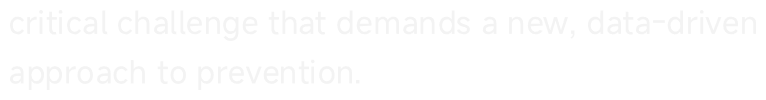 critical challenge that demands a new, data-driven
approach to prevention.